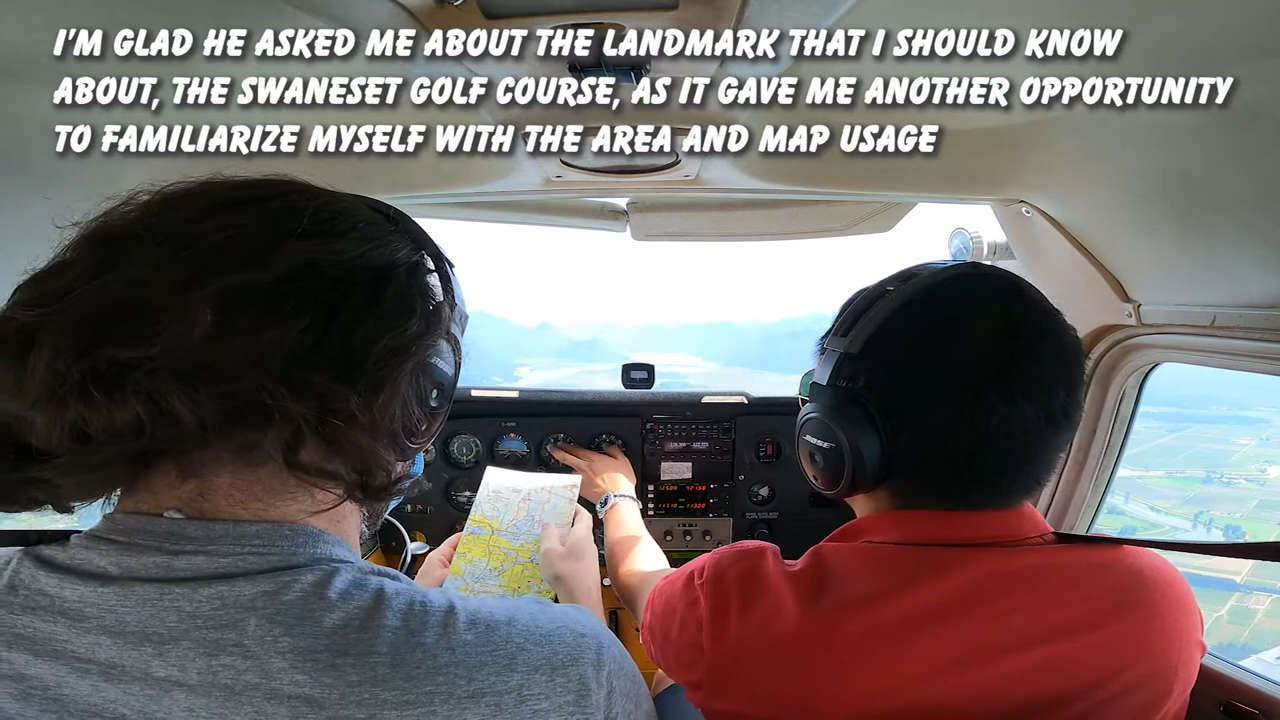 I'M GLAD HE ASKED ME ABOUT THE LANDMARK THAT I SHOULD KNOW
ABOUT, THE SWANESET GOLF COURSE, AS IT GAVE ME ANOTHER OPPORTUNITY
TO FAMILIARIZE MYSELF WITH THE AREA AND MAP USAGE
BOSE